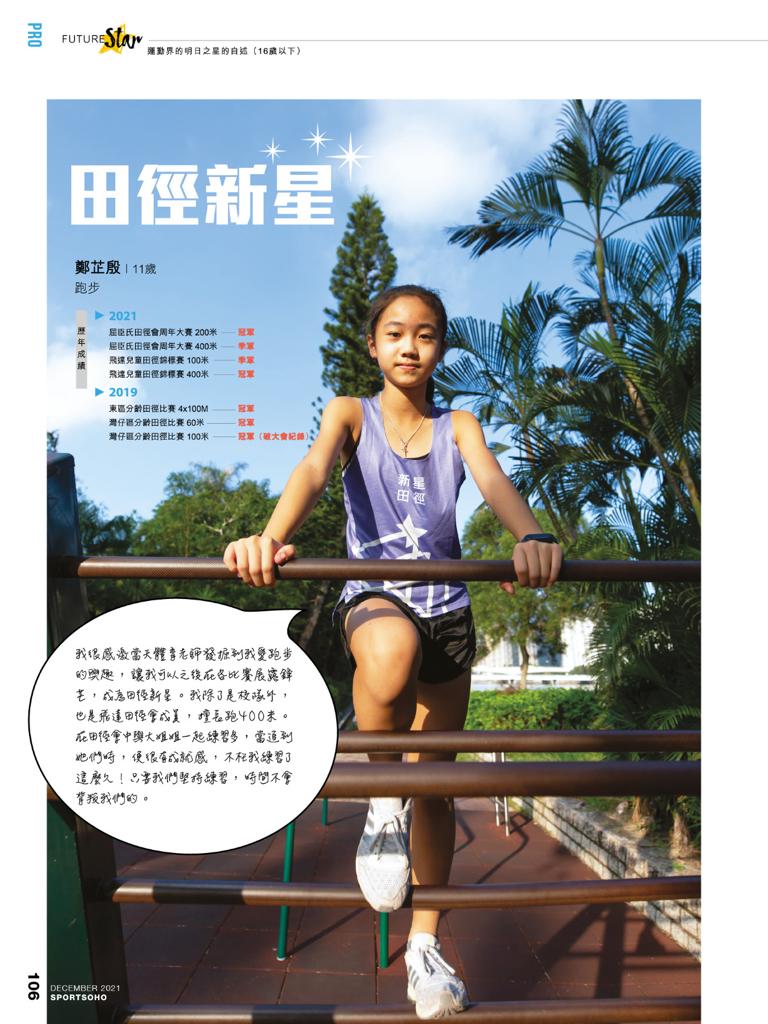 PRO
FUTURE Star
運動界的明日之星的自述（16歲以下）
田徑新星
鄭芷殷 | 11歲
跑步
歷年成績
2021
屈臣氏田徑會周年大賽 200米 —— 冠軍
屈臣氏田徑會周年大賽 400米 —— 季軍
飛達兒童田徑錦標賽 100米 —— 季軍
飛達兒童田徑錦標賽 400米 —— 冠軍
2019
東區分齡田徑比賽 4x100M —— 冠軍
灣仔區分齡田徑比賽 60米 —— 冠軍
灣仔區分齡田徑比賽 100米 —— 冠軍（破大會紀錄）
新星
田徑
我很感激當天體育老師發掘到我愛跑步
的興趣，讓我可以之後在各比賽展露鋒
芒，成為田徑新星。我除了是校隊外，
也是飛達田徑會成員，擅長跑400米。
在田徑會中與大姐姐一起練習多，當追到
她們時，便很有成就感，不枉我練習了
這麼久！只要我們堅持練習，時間不會
背叛我們的。
106
DECEMBER 2021
SPORTSOHO